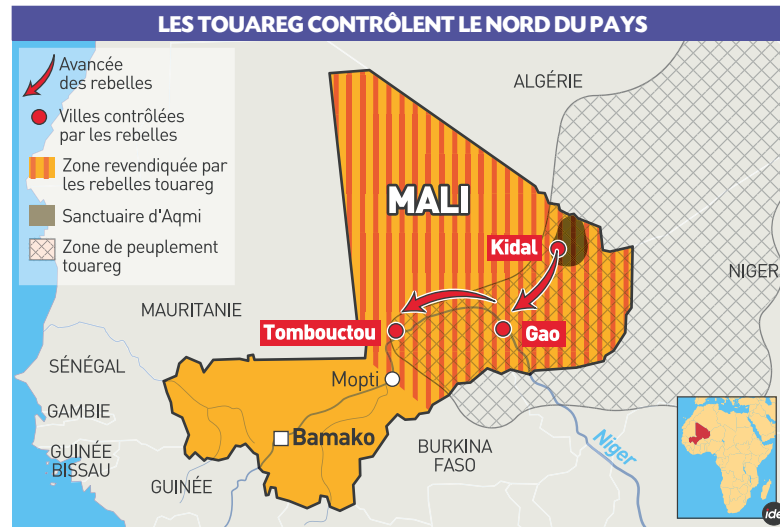 LES TOUAREG CONTRÔLENT LE NORD DU PAYS
Avancée
des rebelles
Villes contrôlées
par les rebelles
Zone revendiquée par
les rebelles touareg
Sanctuaire d'Aqmi
Zone de peuplement
touareg
ALGÉRIE
MALI
Kidal
NIGER
MAURITANIE
Tombouctou
Gao
SÉNÉGAL
Mopti
GAMBIE
Bamako
GUINÉE
BISSAU
BURKINA
FASO
Niger
GUINÉE
idé